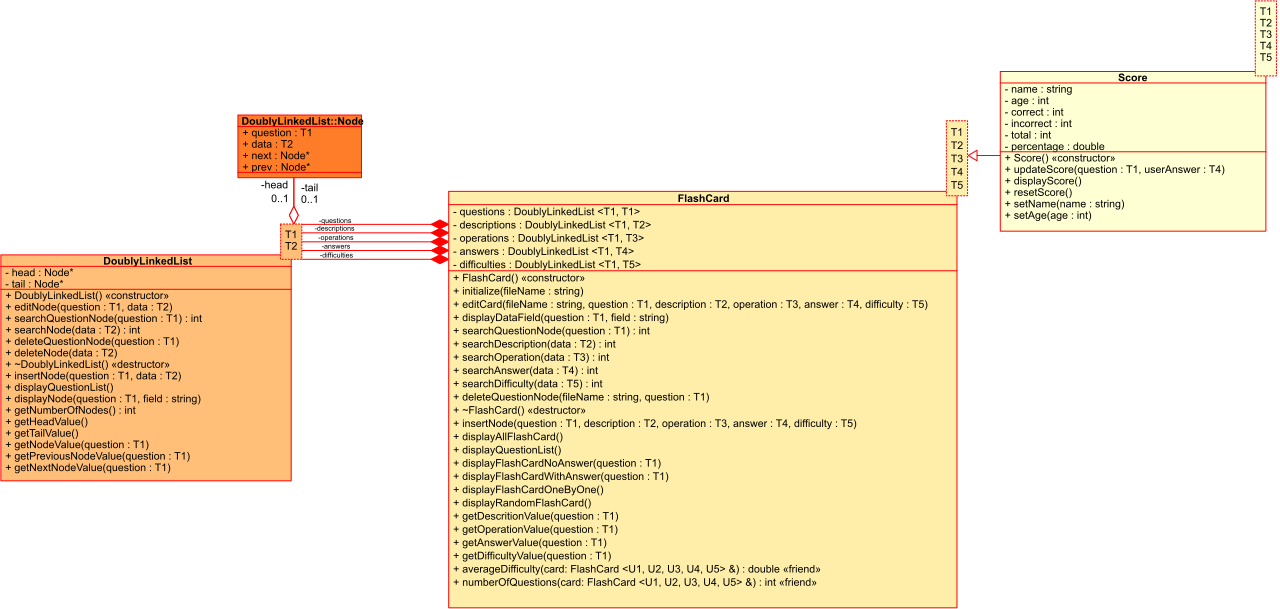 T1
T2
T3
T4
T5
Score
- name : string
- age : int
- correct : int
- incorrect : int
- total : int
- percentage : double
+ Score() «constructor»
+ updateScore(question : T1, userAnswer : T4)
+ displayScore()
+ resetScore()
+ setName(name : string)
+ setAge(age : int)
DoublyLinkedList::Node
+ question : T1
+ data : T2
+ next : Node*
+ prev : Node*
-head
0..1
-tail
0..1
T1
T2
-questions
-descriptions
-operations
-answers
-difficulties
DoublyLinkedList
- head : Node*
- tail : Node*
+ DoublyLinkedList() «constructor»
+ editNode(question : T1, data : T2)
+ searchQuestionNode(question : T1) : int
+ searchNode(data : T2) : int
+ deleteQuestionNode(question : T1)
+ deleteNode(data : T2)
+ ~DoublyLinkedList() «destructor»
+ insertNode(question : T1, data : T2)
+ displayQuestionList()
+ displayNode(question : T1, field : string)
+ getNumberOfNodes() : int
+ getHeadValue()
+ getTailValue()
+ getNodeValue(question : T1)
+ getPreviousNodeValue(question : T1)
+ getNextNodeValue(question : T1)
T1
T2
T3
T4
T5
FlashCard
- questions : DoublyLinkedList <T1, T1>
- descriptions : DoublyLinkedList <T1, T2>
- operations : DoublyLinkedList <T1, T3>
- answers : DoublyLinkedList <T1, T4>
- difficulties : DoublyLinkedList <T1, T5>
+ FlashCard() «constructor»
+ initialize(fileName : string)
+ editCard(fileName : string, question : T1, description : T2, operation : T3, answer : T4, difficulty : T5)
+ displayDataField(question : T1, field : string)
+ searchQuestionNode(question : T1) : int
+ searchDescription(data : T2) : int
+ searchOperation(data : T3) : int
+ searchAnswer(data : T4) : int
+ searchDifficulty(data : T5) : int
+ deleteQuestionNode(fileName : string, question : T1)
+ ~FlashCard() «destructor»
+ insertNode(question : T1, description : T2, operation : T3, answer : T4, difficulty : T5)
+ displayAllFlashCard()
+ displayQuestionList()
+ displayFlashCardNoAnswer(question : T1)
+ displayFlashCardWithAnswer(question : T1)
+ displayFlashCardOneByOne()
+ displayRandomFlashCard()
+ getDescritionValue(question : T1)
+ getOperationValue(question : T1)
+ getAnswerValue(question : T1)
+ getDifficultyValue(question : T1)
+ averageDifficulty(card: FlashCard <U1, U2, U3, U4, U5> &) : double «friend»
+ numberOfQuestions(card: FlashCard <U1, U2, U3, U4, U5> &) : int «friend»